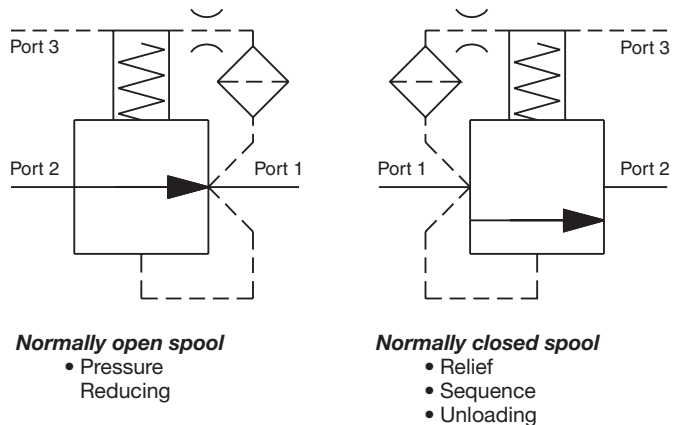 Port 3
Port 2
Port 1
Normally open spool
• Pressure
Reducing
Port 3
Port 1
Port 2
Normally closed spool
• Relief
• Sequence
• Unloading